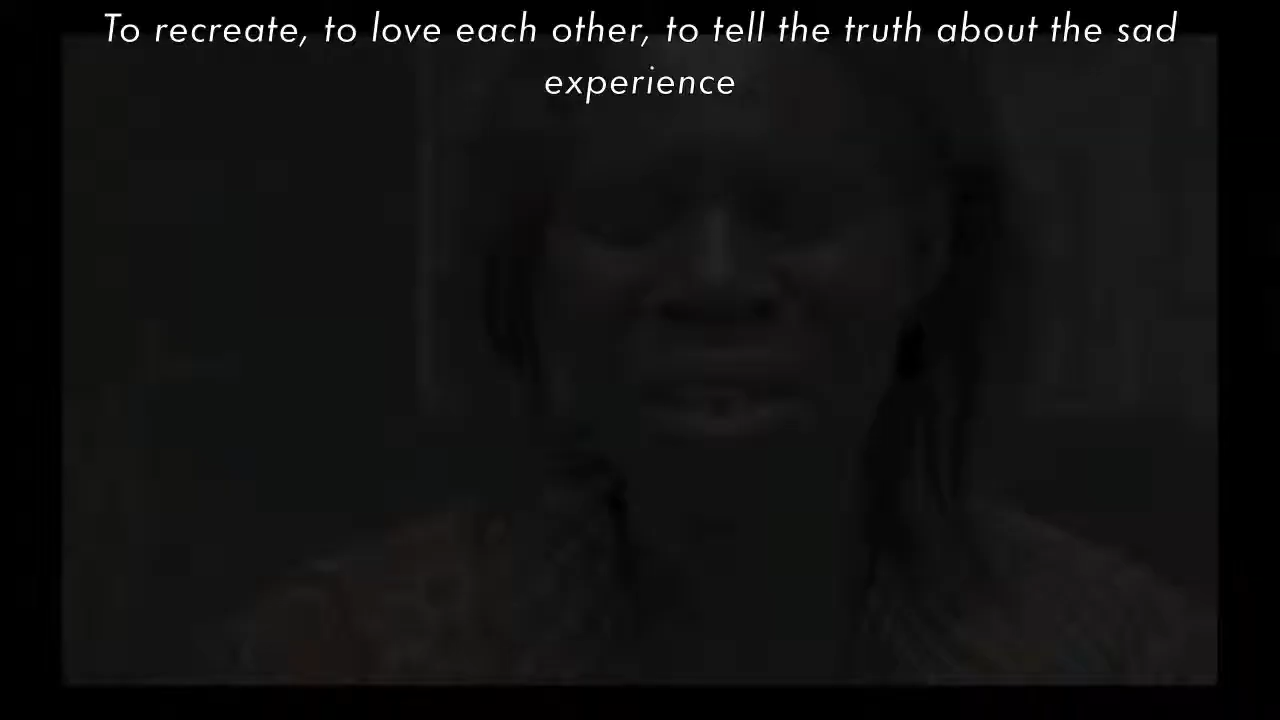 To recreate, to love each other, to tell the truth about the sad
experience